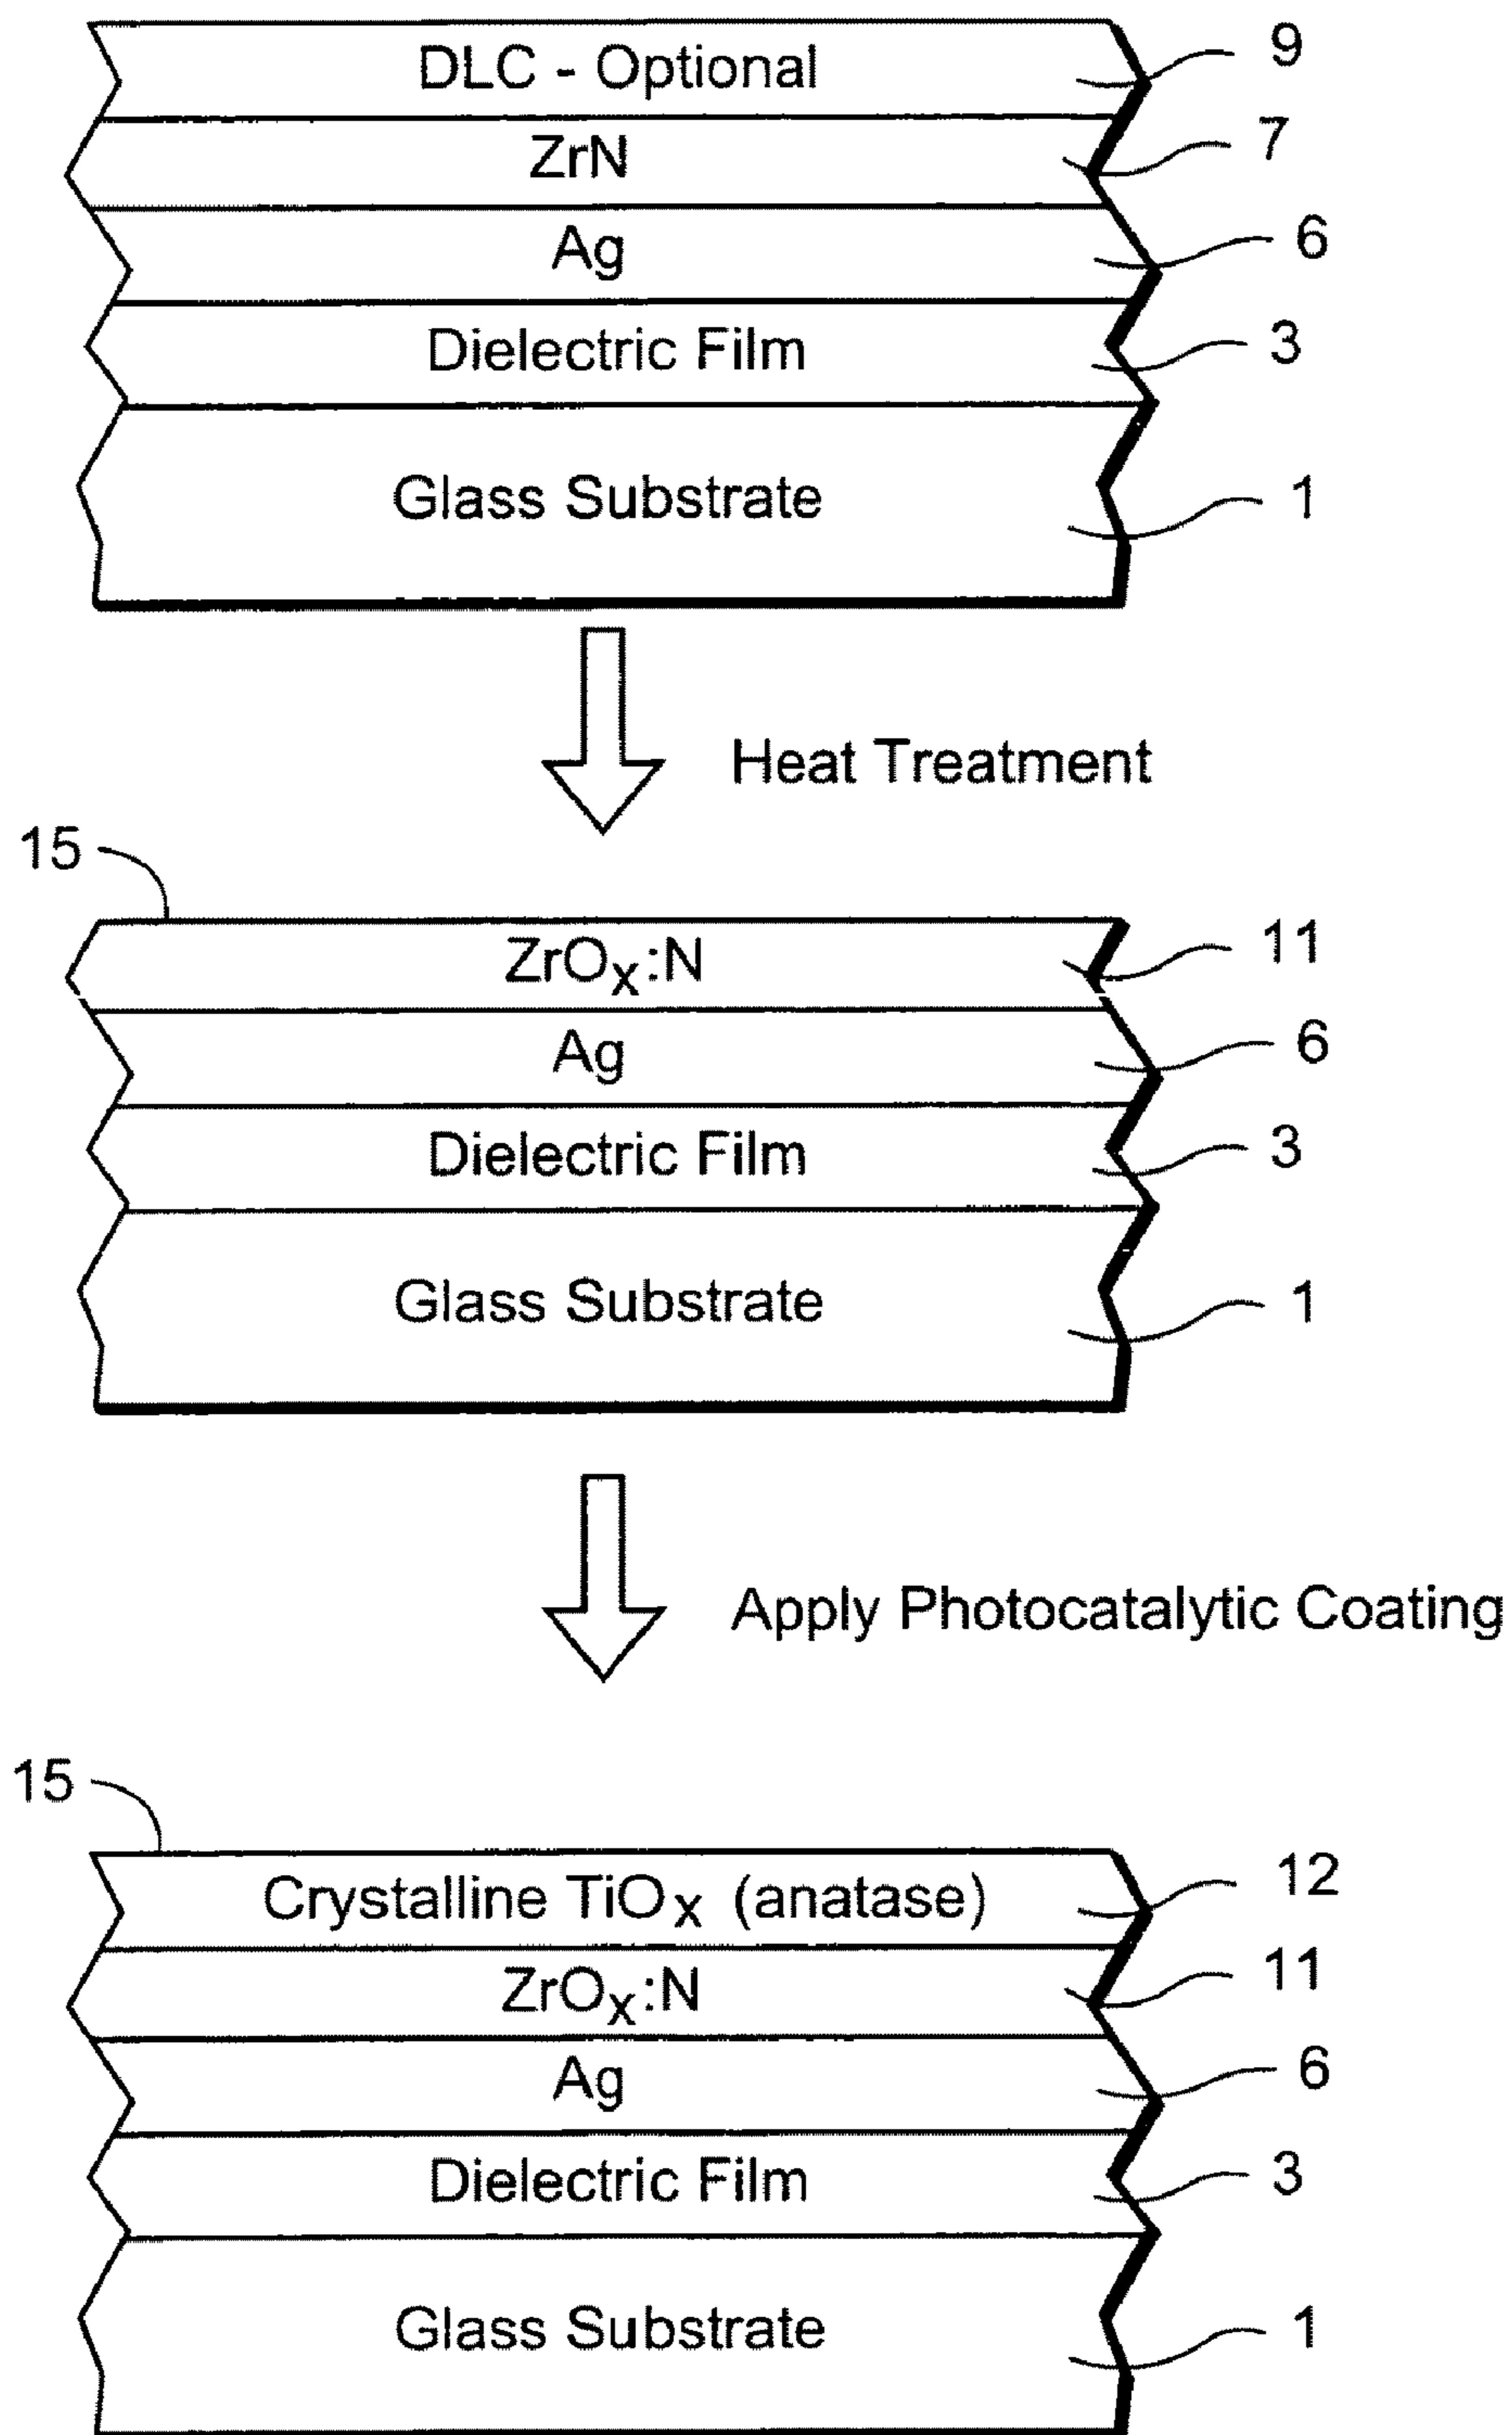 DLC - Optional 9
ZrN 7
Ag 6
Dielectric Film 3
Glass Substrate 1
Heat Treatment
15
ZrOx:N 11
Ag 6
Dielectric Film 3
Glass Substrate 1
Apply Photocatalytic Coating
15
Crystalline TiOx (anatase) 12
ZrOx:N 11
Ag 6
Dielectric Film 3
Glass Substrate 1